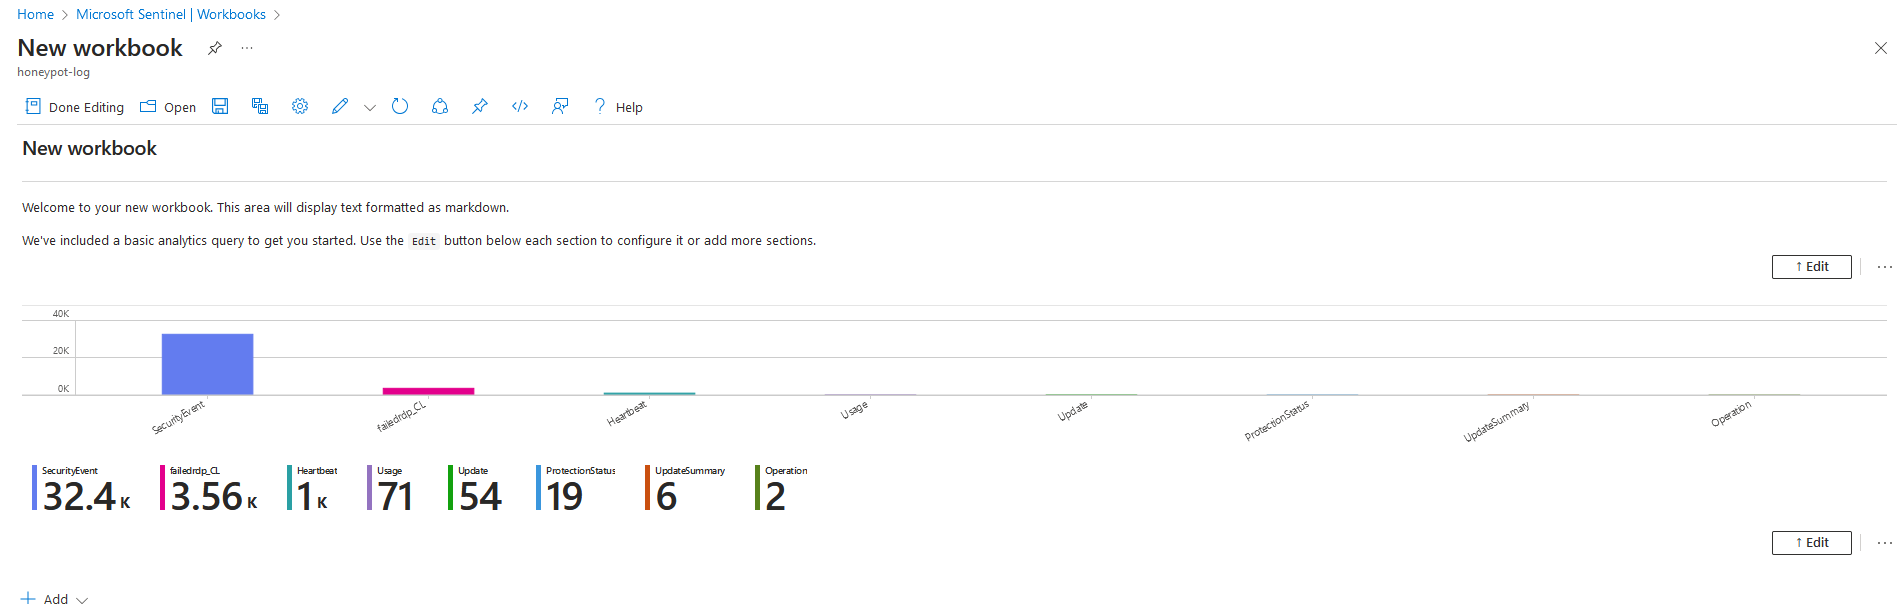 Home > Microsoft Sentinel | Workbooks >
New workbook ...
honeypot-log
Done Editing Open </> ? Help
New workbook
Welcome to your new workbook. This area will display text formatted as markdown.
We've included a basic analytics query to get you started. Use the Edit button below each section to configure it or add more sections.
↑ Edit ...
40K
20K
0K
SecurityEvent failedrdp_CL Heartbeat Usage Update ProtectionStatus UpdateSummary Operation
SecurityEvent failedrdp_CL Heartbeat Usage Update ProtectionStatus UpdateSummary Operation
32.4 K 3.56 K 1 K 71 54 19 6 2
↑ Edit ...
+ Add